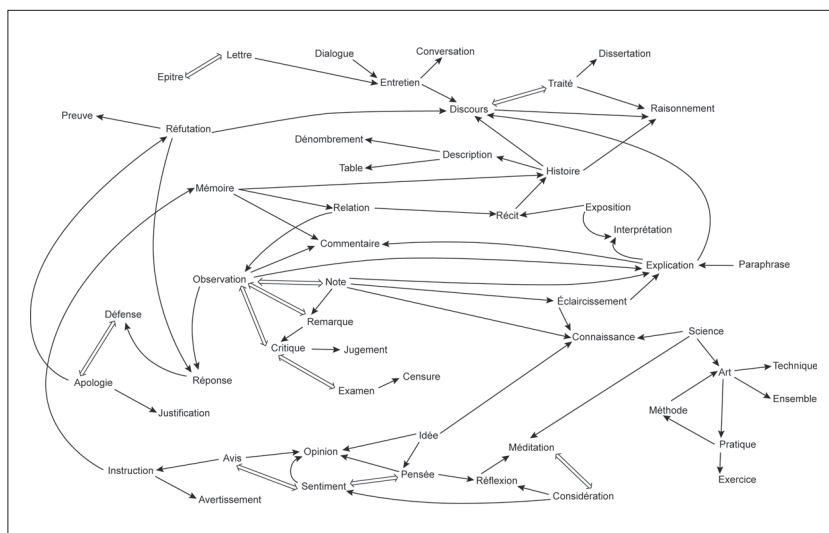 Lettre
Dialogue
Conversation
Dissertation
Epitre
Entretien
Traité
Discours
Raisonnement
Preuve
Réfutation
Dénombrement
Description
Table
Histoire
Mémoire
Relation
Récit
Exposition
Interprétation
Commentaire
Explication
Paraphrase
Observation
Note
Éclaircissement
Défense
Remarque
Connaissance
Science
Critique
Jugement
Apologie
Réponse
Examen
Censure
Art
Technique
Ensemble
Justification
Méthode
Idée
Pratique
Opinion
Méditation
Avis
Instruction
Pensée
Réflexion
Exercice
Sentiment
Avertissement
Considération